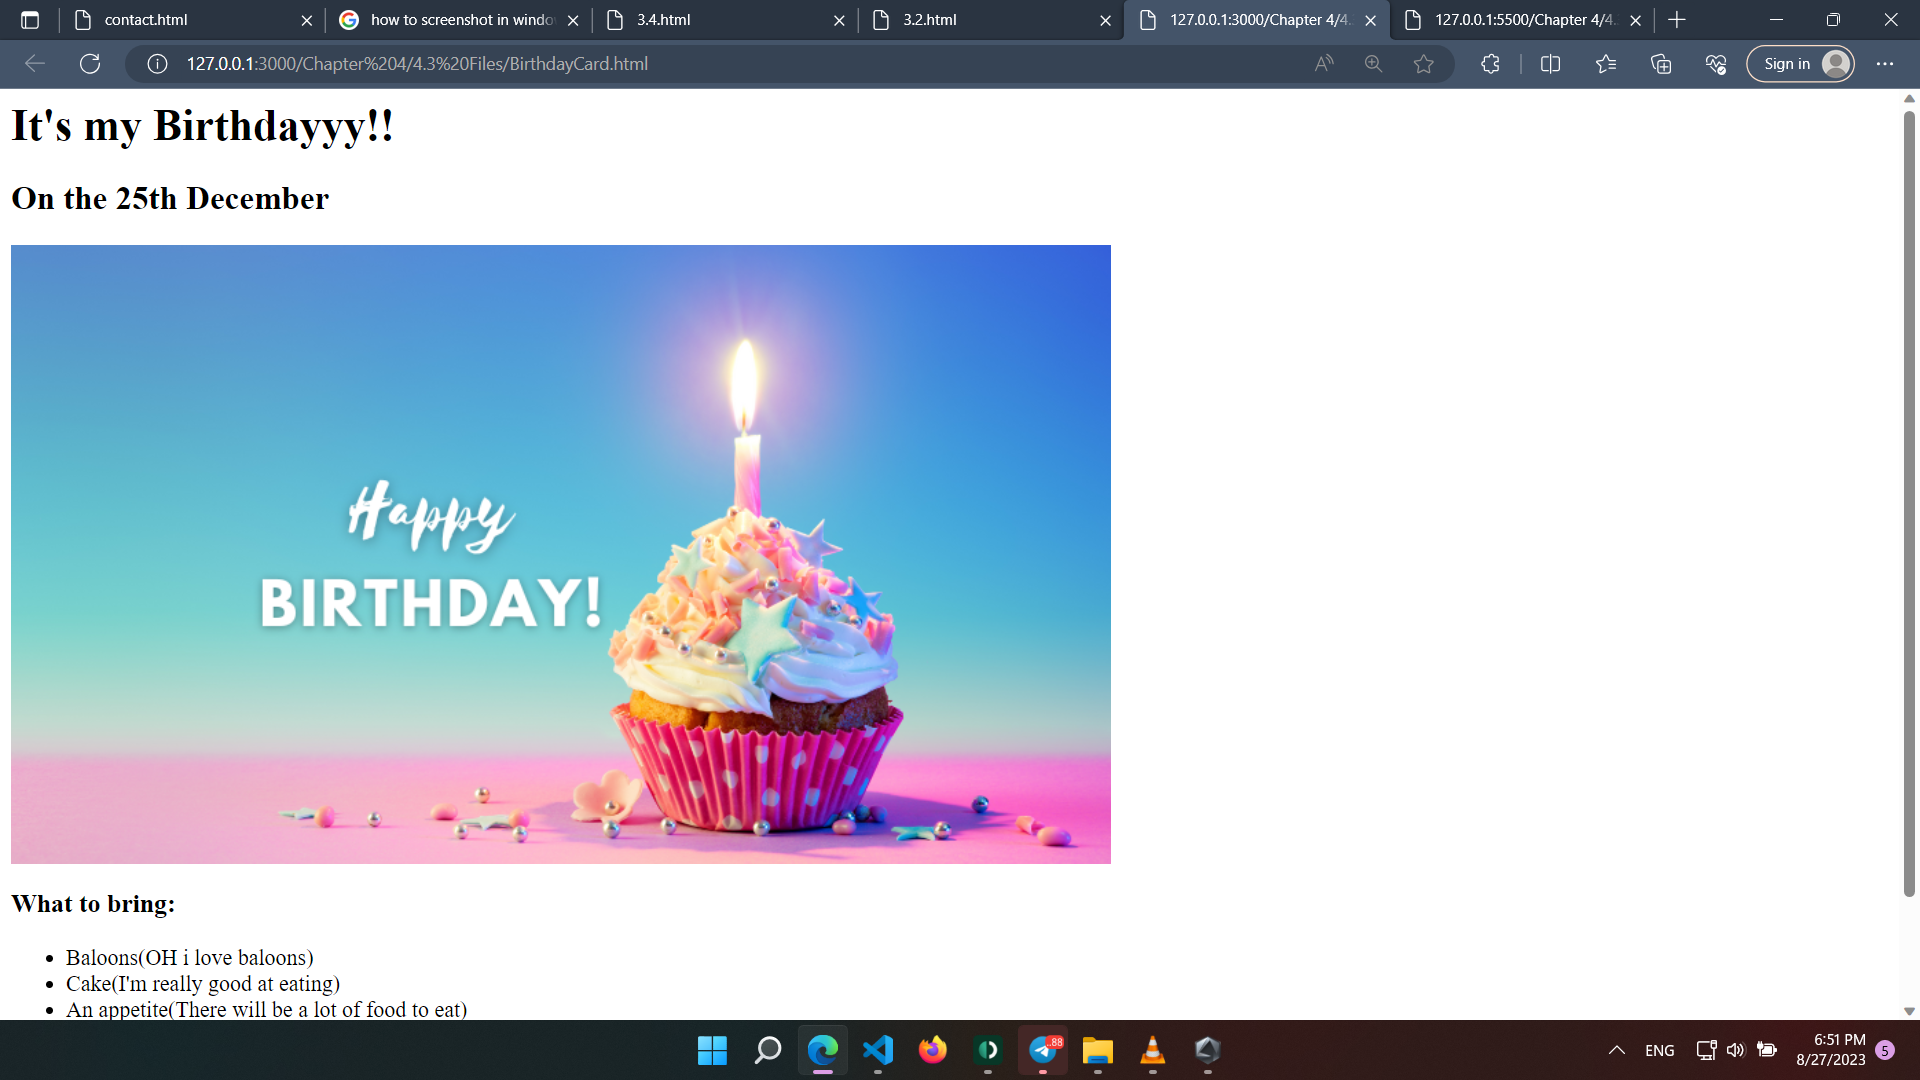 contact.html
how to screenshot in windo
3.4.html
3.2.html
127.0.0.1:3000/Chapter 4/4.
127.0.0.1:5500/Chapter 4/4.
127.0.0.1:3000/Chapter%204/4.3%20Files/BirthdayCard.html
Sign in
It's my Birthdayyy!!
On the 25th December
Happy
BIRTHDAY!
What to bring:
Baloons(OH i love baloons)
Cake(I'm really good at eating)
An appetite(There will be a lot of food to eat)
.88
ENG
6:51 PM
8/27/2023
5